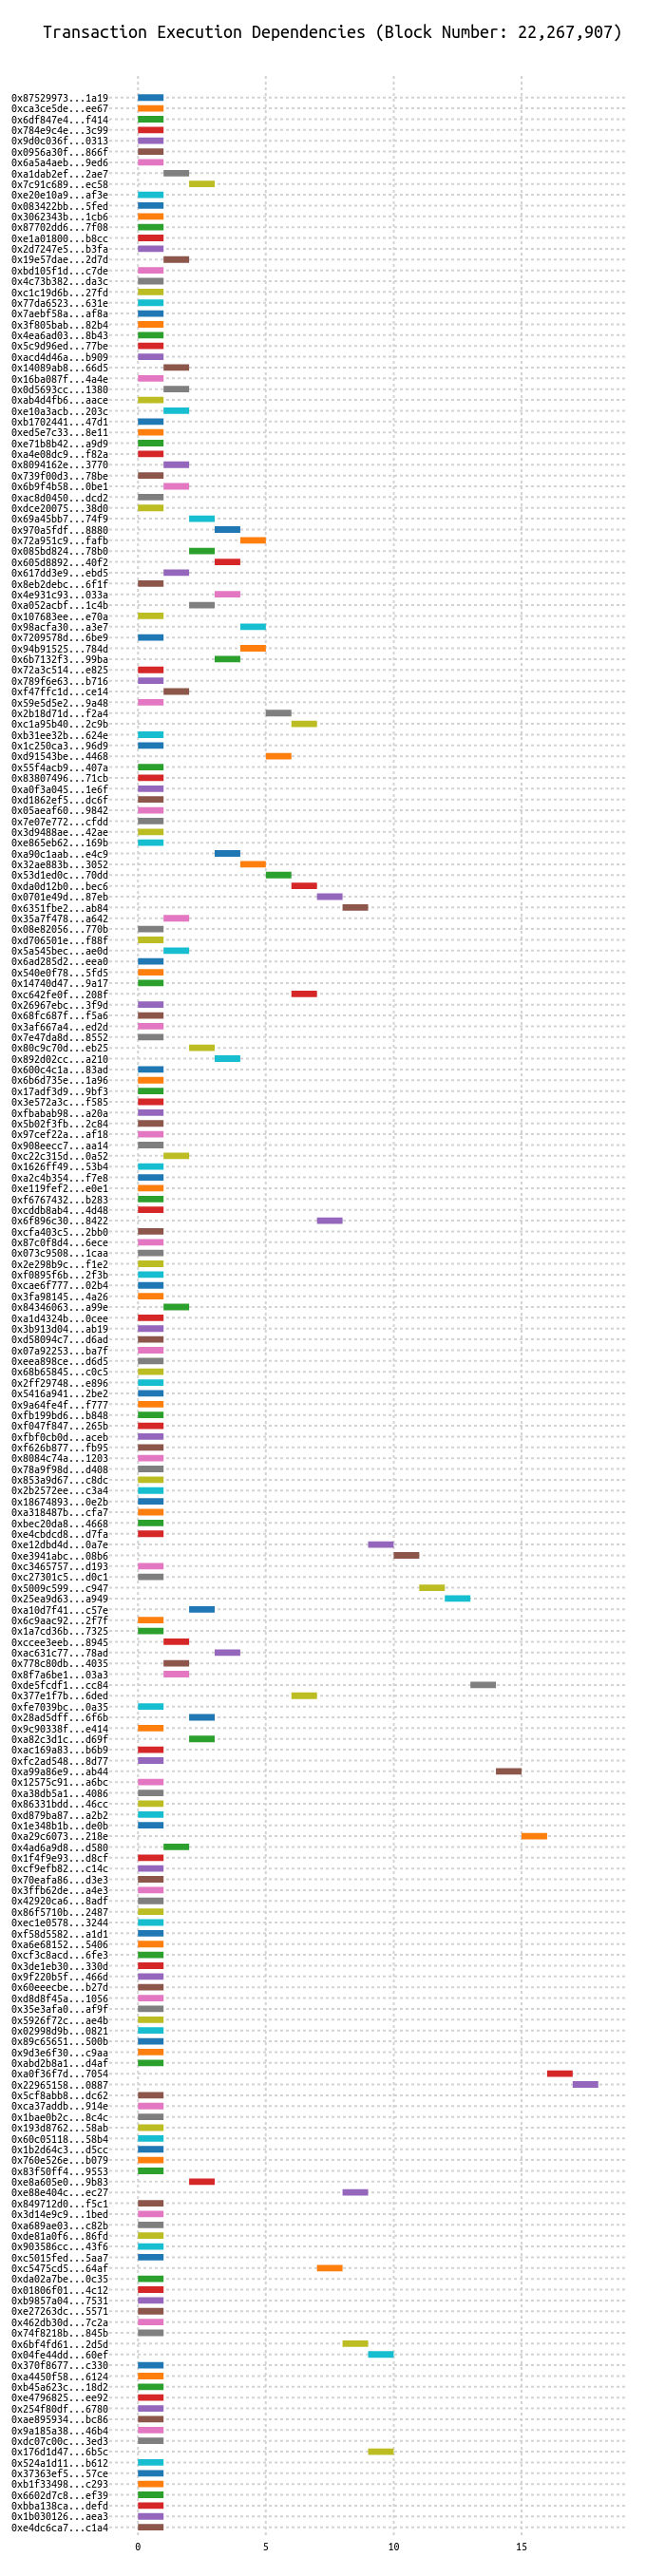 Transaction Execution Dependencies (Block Number: 22,267,907)
0x87529973...1a19
0xca3ce5de...ee67
0x6df847e4...f414
0x784e9c4e...3c99
0x9d0c036f...0313
0x0956a30f...866f
0x6a5a4aeb...9ed6
0xa1dab2ef...2ae7
0x7c91c689...ec58
0xe20e10a9...af3e
0x083422bb...5fed
0x3062343b...1cb6
0x87702dd6...7f08
0xe1a01800...b8cc
0x2d7247e5...b3fa
0x19e57dae...2d7d
0xbd105f1d...c7de
0x4c73b382...da3c
0xc1c19d6b...27fd
0x77da6523...631e
0x7aebf58a...af8a
0x3f805bab...82b4
0x4ea6ad03...8b43
0x5c9d96ed...77be
0xacd4d46a...b909
0x14089ab8...66d5
0x16ba087f...4a4e
0x0d5693cc...1380
0xab4d4fb6...aace
0xe10a3acb...203c
0xb1702441...47d1
0xed5e7c33...8e11
0xe71b8b42...a9d9
0xa4e08dc9...f82a
0x8094162e...3770
0x739f00d3...78be
0x6b9f4b58...0be1
0xac8d0450...dcd2
0xdce20075...38d0
0x69a45bb7...74f9
0x970a5fdf...8880
0x72a951c9...fafb
0x085bd824...78b0
0x605d8892...40f2
0x617dd3e9...ebd5
0x8eb2debc...6f1f
0x4e931c93...033a
0xa052acbf...1c4b
0x107683ee...e70a
0x98acfa30...a3e7
0x7209578d...6be9
0x94b91525...784d
0x6b7132f3...99ba
0x72a3c514...e825
0x789f6e63...b716
0xf47ffc1d...ce14
0x59e5d5e2...9a48
0x2b18d71d...f2a4
0xc1a95b40...2c9b
0xb31ee32b...624e
0x1c250ca3...96d9
0xd91543be...4468
0x55f4acb9...407a
0x83807496...71cb
0xa0f3a045...1e6f
0xd1862ef5...dc6f
0x05aeaf60...9842
0x7e07e772...cfdd
0x3d9488ae...42ae
0xe865eb62...169b
0xa90c1aab...e4c9
0x32ae883b...3052
0x53d1ed0c...70dd
0xda0d12b0...bec6
0x0701e49d...87eb
0x6351fbe2...ab84
0x35a7f478...a642
0x08e82056...770b
0xd706501e...f88f
0x5a545bec...ae0d
0x6ad285d2...eea0
0x540e0f78...5fd5
0x14740d47...9a17
0xc642fe0f...208f
0x26967ebc...3f9d
0x68fc687f...f5a6
0x3af667a4...ed2d
0x7e47da8d...8552
0x80c9c70d...eb25
0x892d02cc...a210
0x600c4c1a...83ad
0x6b6d735e...1a96
0x17adf3d9...9bf3
0x3e572a3c...f585
0xfbabab98...a20a
0x5b02f3fb...2c84
0x97cef22a...af18
0x908eecc7...aa14
0xc22c315d...0a52
0x1626ff49...53b4
0xa2c4b354...f7e8
0xe119fef2...e0e1
0xf6767432...b283
0xcddb8ab4...4d48
0x6f896c30...8422
0xcfa403c5...2bb0
0x87c0f8d4...6ece
0x073c9508...1caa
0x2e298b9c...f1e2
0xf0895f6b...2f3b
0xcae6f777...02b4
0x3fa98145...4a26
0x84346063...a99e
0xa1d4324b...0cee
0x3b913d04...ab19
0xd58094c7...d6ad
0x07a92253...ba7f
0xeea898ce...d6d5
0x68b65845...c0c5
0x2ff29748...e896
0x5416a941...2be2
0x9a64fe4f...f777
0xfb199bd6...b848
0xf047f847...265b
0xfbf0cb0d...aceb
0xf626b877...fb95
0x8084c74a...1203
0x78a9f98d...d408
0x853a9d67...c8dc
0x2b2572ee...c3a4
0x18674893...0e2b
0xa318487b...cfa7
0xbec20da8...4668
0xe4cbdcd8...d7fa
0xe12dbd4d...0a7e
0xe3941abc...08b6
0xc3465757...d193
0xc27301c5...d0c1
0x5009c599...c947
0x25ea9d63...a949
0xa10d7f41...c57e
0x6c9aac92...2f7f
0x1a7cd36b...7325
0xccee3eeb...8945
0xac631c77...78ad
0x778c80db...4035
0x8f7a6be1...03a3
0xde5fcdf1...cc84
0x377e1f7b...6ded
0xfe7039bc...0a35
0x28ad5dff...6f6b
0x9c90338f...e414
0xa82c3d1c...d69f
0xac169a83...b6b9
0xfc2ad548...8d77
0xa99a86e9...ab44
0x12575c91...a6bc
0xa38db5a1...4086
0x86331bdd...46cc
0xd879ba87...a2b2
0x1e348b1b...de0b
0xa29c6073...218e
0x4ad6a9d8...d580
0x1f4f9e93...d8cf
0xcf9efb82...c14c
0x70eafa86...d3e3
0x3ffb62de...a4e3
0x42920ca6...8adf
0x86f5710b...2487
0xec1e0578...3244
0xf58d5582...a1d1
0xa6e68152...5406
0xcf3c8acd...6fe3
0x3de1eb30...330d
0x9f220b5f...466d
0x60eeecbe...b27d
0xd8d8f45a...1056
0x35e3afa0...af9f
0x5926f72c...ae4b
0x02998d9b...0821
0x89c65651...500b
0x9d3e6f30...c9aa
0xabd2b8a1...d4af
0xa0f36f7d...7054
0x22965158...0887
0x5cf8abb8...dc62
0xca37addb...914e
0x1bae0b2c...8c4c
0x193d8762...58ab
0x60c05118...58b4
0x1b2d64c3...d5cc
0x760e526e...b079
0x83f50ff4...9553
0xe8a605e0...9b83
0xe88e404c...ec27
0x849712d0...f5c1
0x3d14e9c9...1bed
0xa689ae03...c82b
0xde81a0f6...86fd
0x903586cc...43f6
0xc5015fed...5aa7
0xc5475cd5...64af
0xda02a7be...0c35
0x01806f01...4c12
0xb9857a04...7531
0xe27263dc...5571
0x462db30d...7c2a
0x74f8218b...845b
0x6bf4fd61...2d5d
0x04fe44dd...60ef
0x370f8677...c330
0xa4450f58...6124
0xb45a623c...18d2
0xe4796825...ee92
0x254f80df...6780
0xae895934...bc86
0x9a185a38...46b4
0xdc07c00c...3ed3
0x176d1d47...6b5c
0x524a1d11...b612
0x37363ef5...57ce
0xb1f33498...c293
0x6602d7c8...ef39
0xbba138ca...defd
0x1b030126...aea3
0xe4dc6ca7...c1a4
0 5 10 15